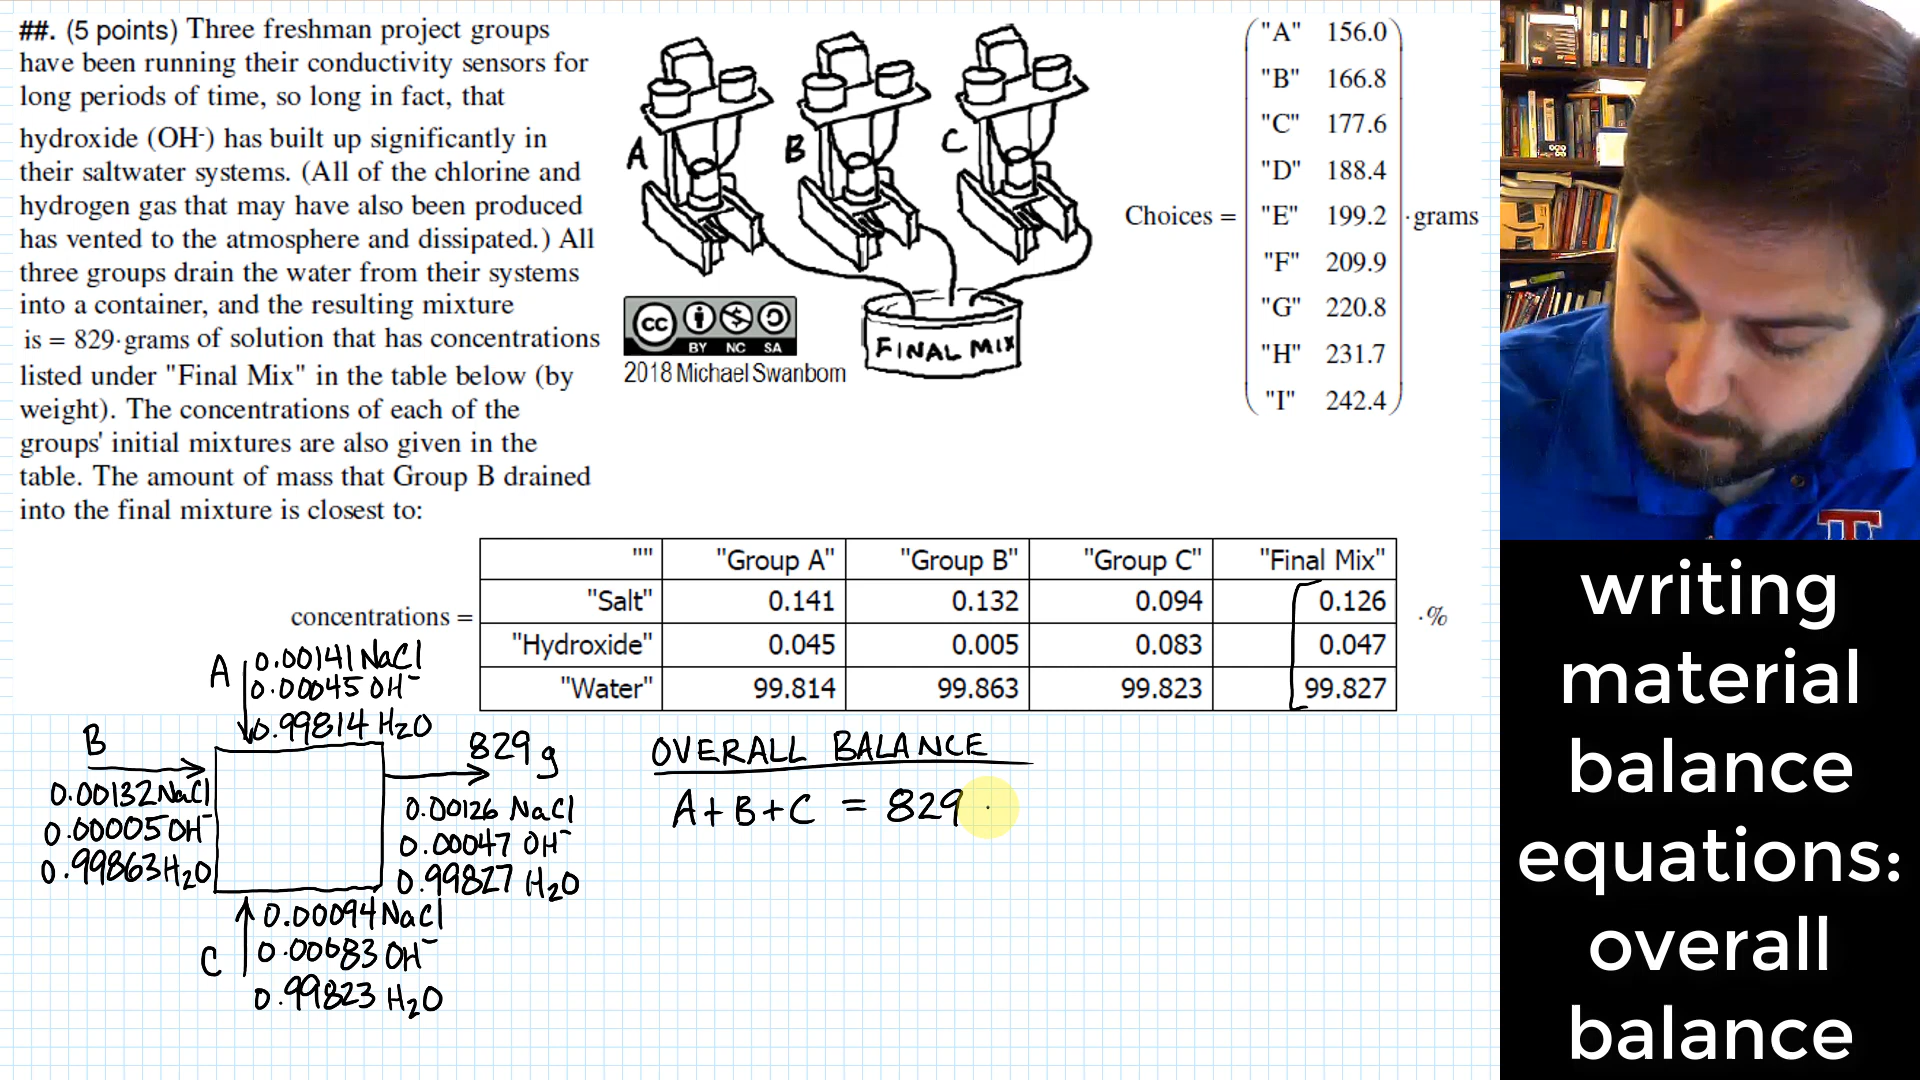 ##. (5 points) Three freshman project groups
have been running their conductivity sensors for
long periods of time, so long in fact, that
hydroxide (OH-) has built up significantly in
their saltwater systems. (All of the chlorine and
hydrogen gas that may have also been produced
has vented to the atmosphere and dissipated.) All
three groups drain the water from their systems
into a container, and the resulting mixture
is = 829·grams of solution that has concentrations
listed under "Final Mix" in the table below (by
weight). The concentrations of each of the
groups' initial mixtures are also given in the
table. The amount of mass that Group B drained
into the final mixture is closest to:
A B C
FINAL MIX
cc BY NC SA
2018 Michael Swanbom
Choices =
"A" 156.0
"B" 166.8
"C" 177.6
"D" 188.4
"E" 199.2
"F" 209.9
"G" 220.8
"H" 231.7
"I" 242.4
·grams
concentrations =
"" "Group A" "Group B" "Group C" "Final Mix"
"Salt" 0.141 0.132 0.094 0.126
"Hydroxide" 0.045 0.005 0.083 0.047
"Water" 99.814 99.863 99.823 99.827
·%
A
0.00141 NaCl
0.00045 OH-
0.99814 H2O
B
0.00132 NaCl
0.00005 OH-
0.99863 H2O
829 g
0.00126 NaCl
0.00047 OH-
0.99827 H2O
C
0.00094 NaCl
0.00083 OH-
0.99823 H2O
OVERALL BALANCE
A+B+C = 829
T
writing
material
balance
equations:
overall
balance